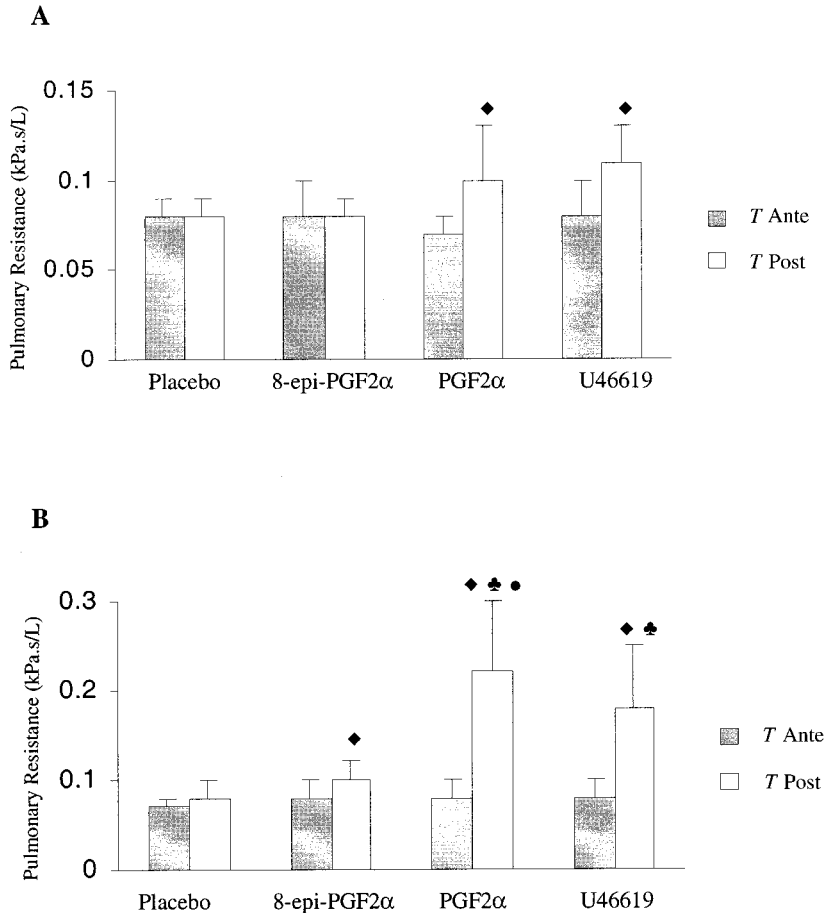 A
Pulmonary Resistance (kPa.s/L)
0.15
0.1
0.05
0
Placebo 8-epi-PGF2α PGF2α U46619
T Ante
T Post
B
Pulmonary Resistance (kPa.s/L)
0.3
0.2
0.1
0
Placebo 8-epi-PGF2α PGF2α U46619
T Ante
T Post